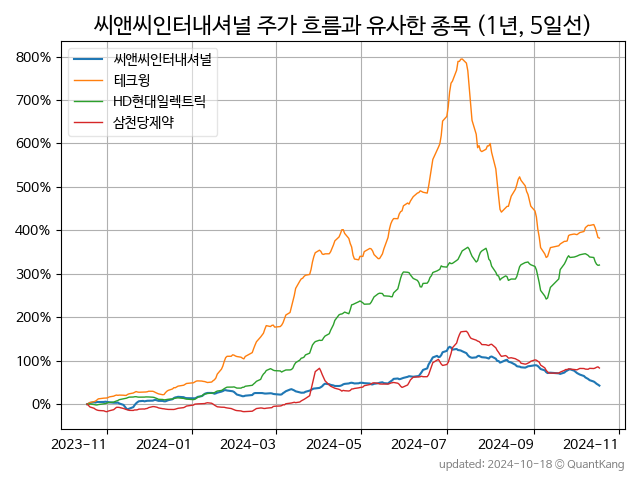 씨앤씨인터내셔널 주가 흐름과 유사한 종목 (1년, 5일선)
씨앤씨인터내셔널
테크윙
HD현대일렉트릭
삼천당제약
800%
700%
600%
500%
400%
300%
200%
100%
0%
2023-11 2024-01 2024-03 2024-05 2024-07 2024-09 2024-11
updated: 2024-10-18 @ QuantKang